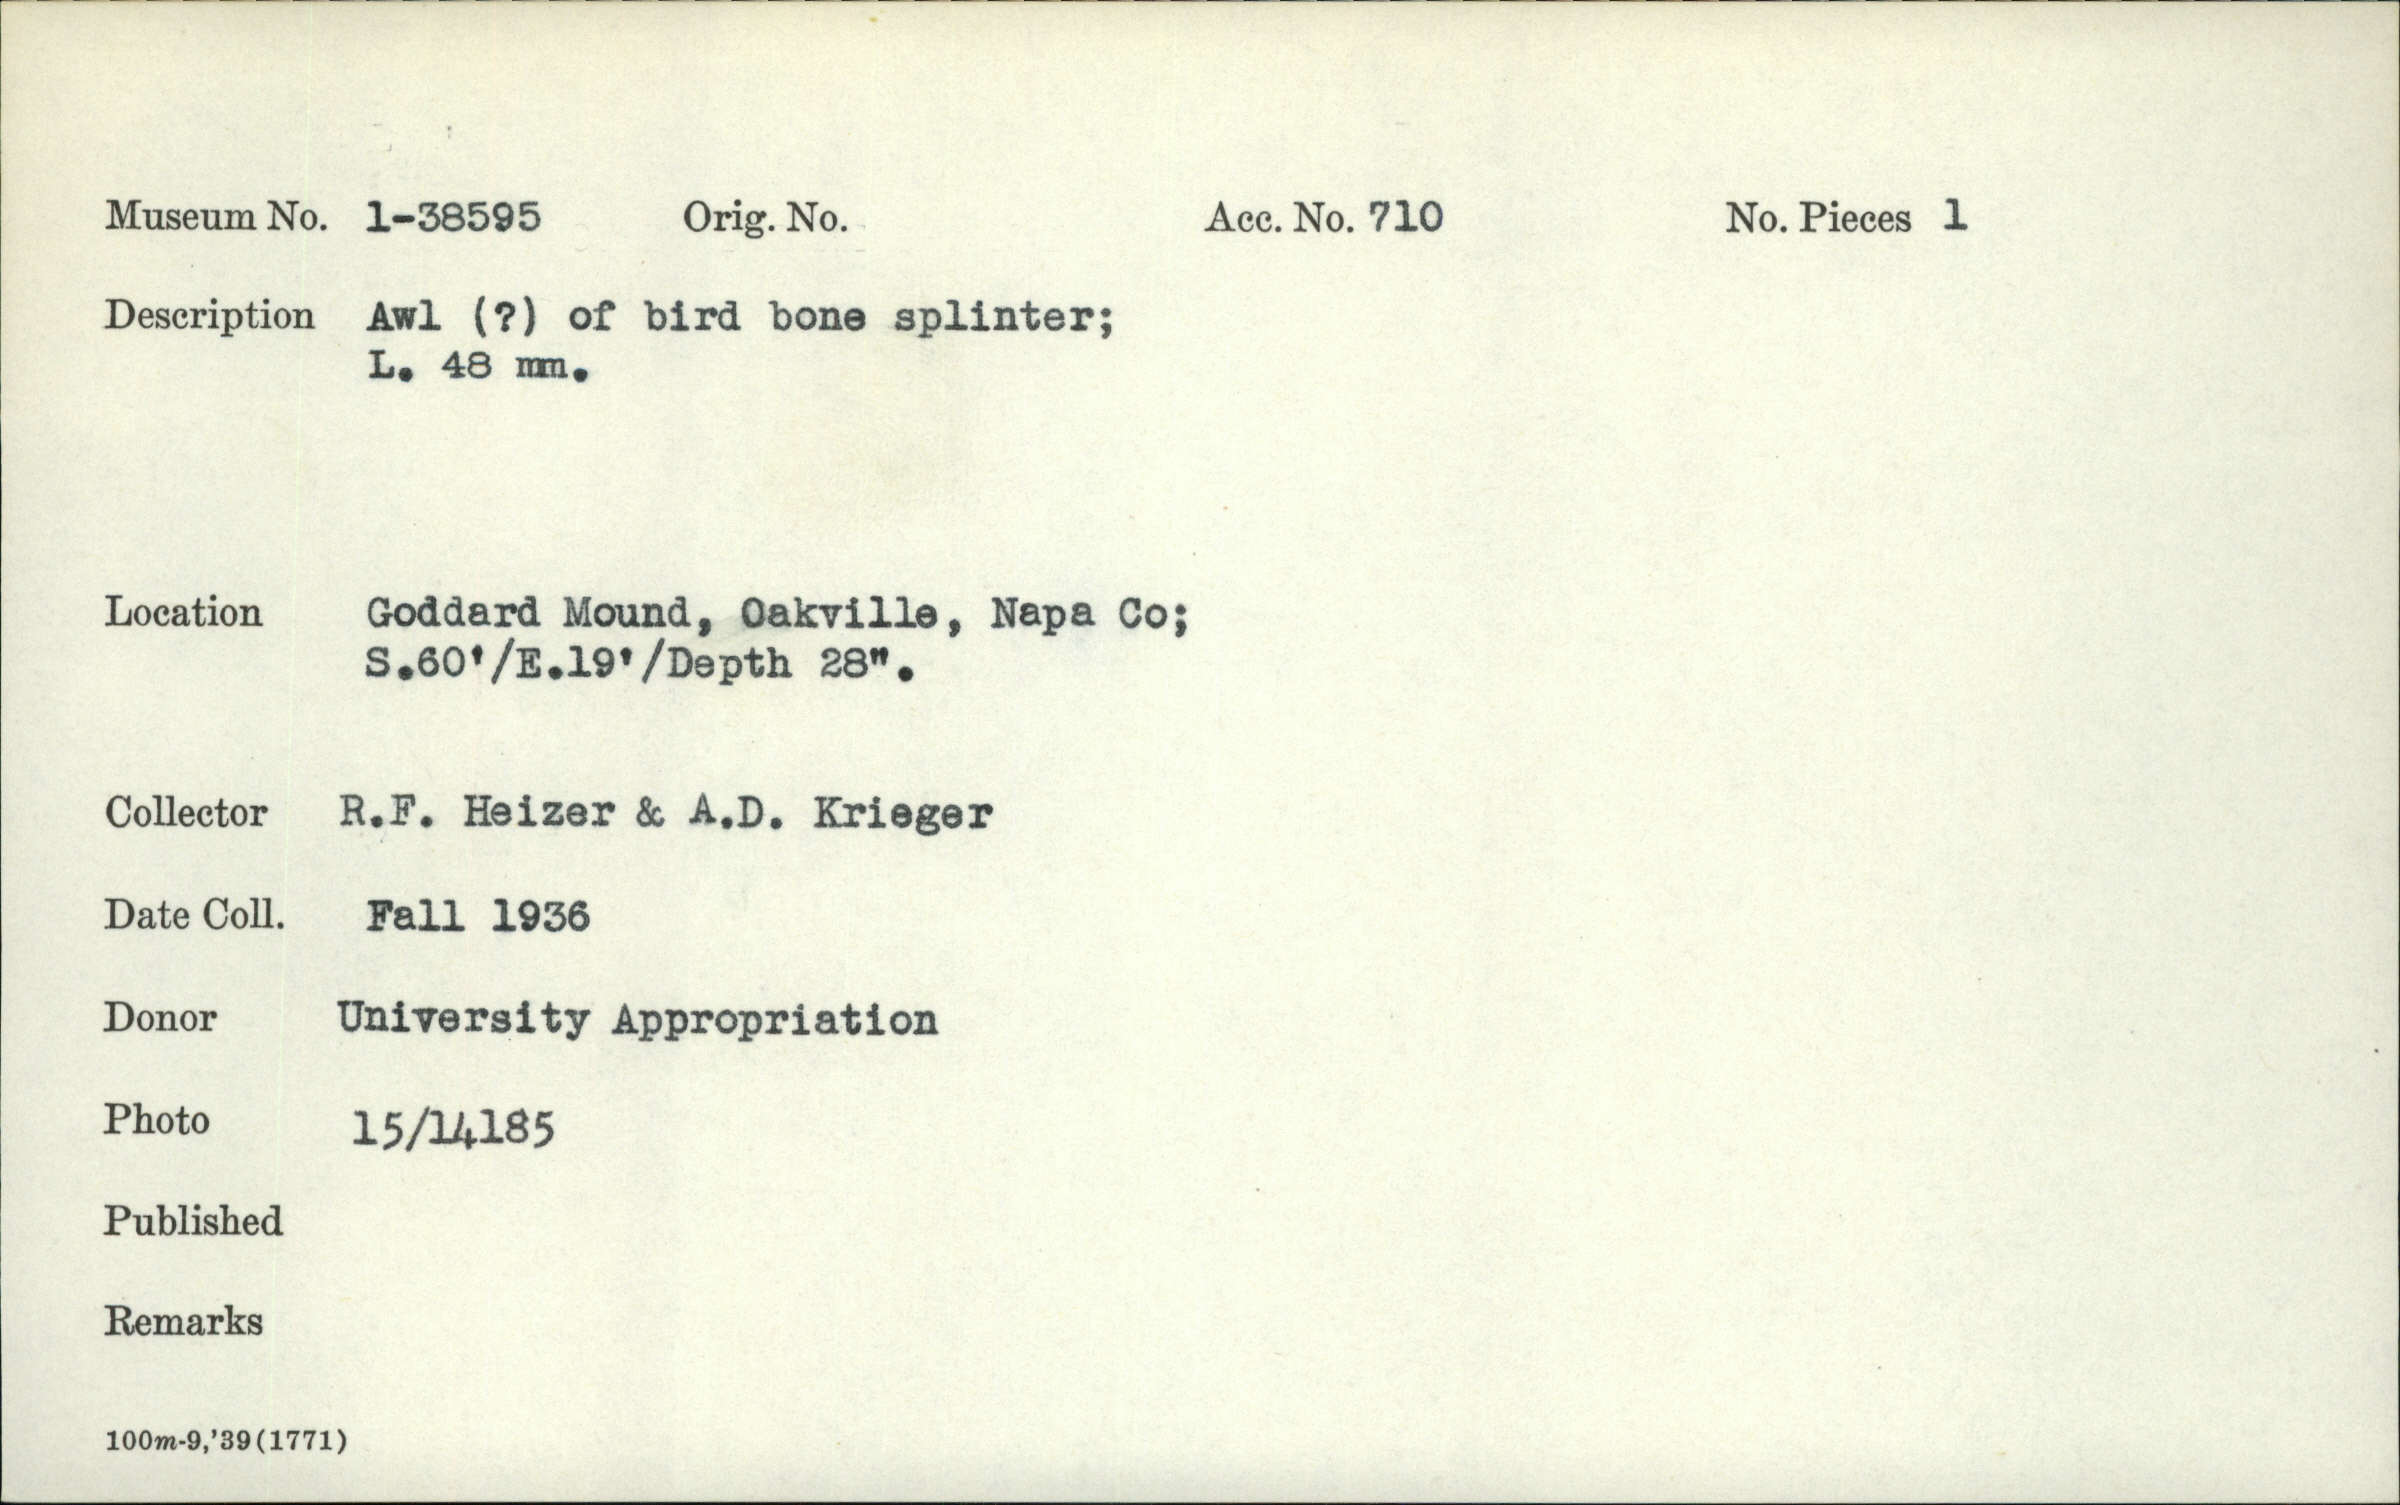 Museum No. 1-38595 Orig. No. Acc. No. 710 No. Pieces 1
Description Awl (?) of bird bone splinter;
L. 48 mm.
Location Goddard Mound, Oakville, Napa Co;
S.60'/E.19'/Depth 28".
Collector R.F. Heizer & A.D. Krieger
Date Coll. Fall 1936
Donor University Appropriation
Photo 15/14185
Published
Remarks
100m-9,'39(1771)